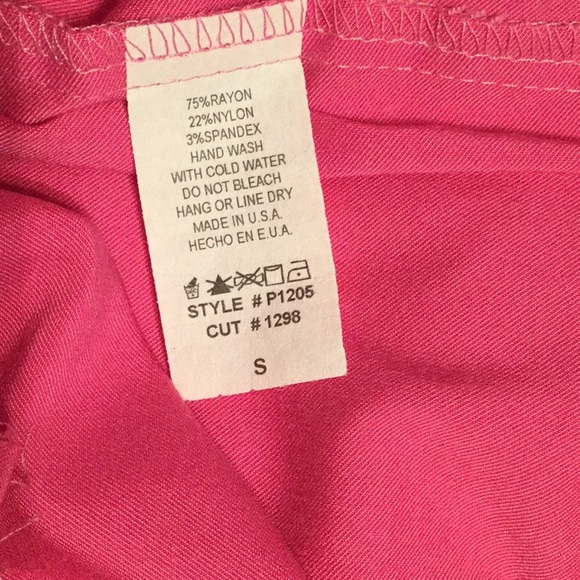 75%RAYON
22%NYLON
3%SPANDEX
HAND WASH
WITH COLD WATER
DO NOT BLEACH
HANG OR LINE DRY
MADE IN U.S.A.
HECHO EN E.U.A.
STYLE # P1205
CUT # 1298
S